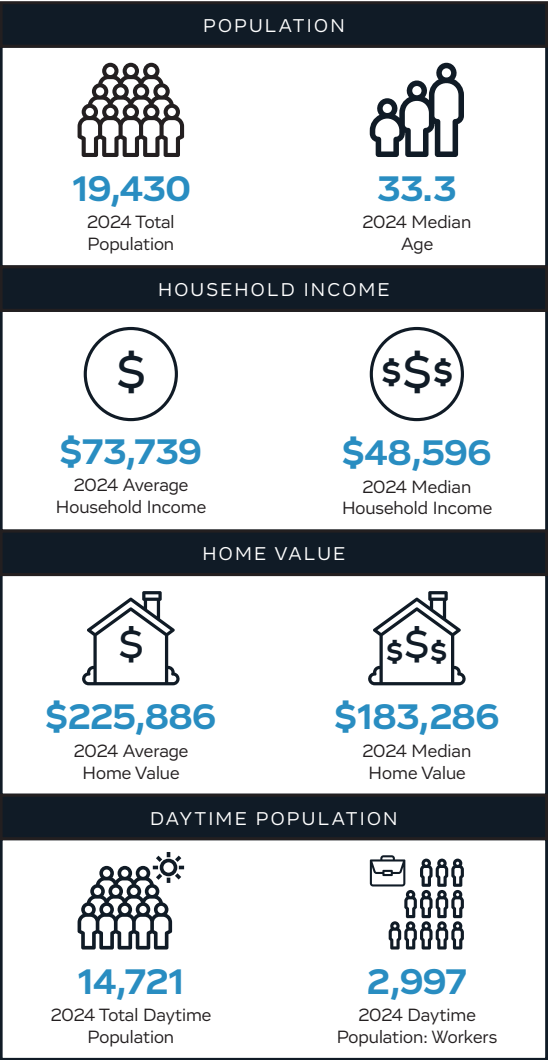 POPULATION
19,430
2024 Total
Population
33.3
2024 Median
Age
HOUSEHOLD INCOME
$
$73,739
2024 Average
Household Income
$$$
$48,596
2024 Median
Household Income
HOME VALUE
$
$225,886
2024 Average
Home Value
$$$
$183,286
2024 Median
Home Value
DAYTIME POPULATION
14,721
2024 Total Daytime
Population
2,997
2024 Daytime
Population: Workers